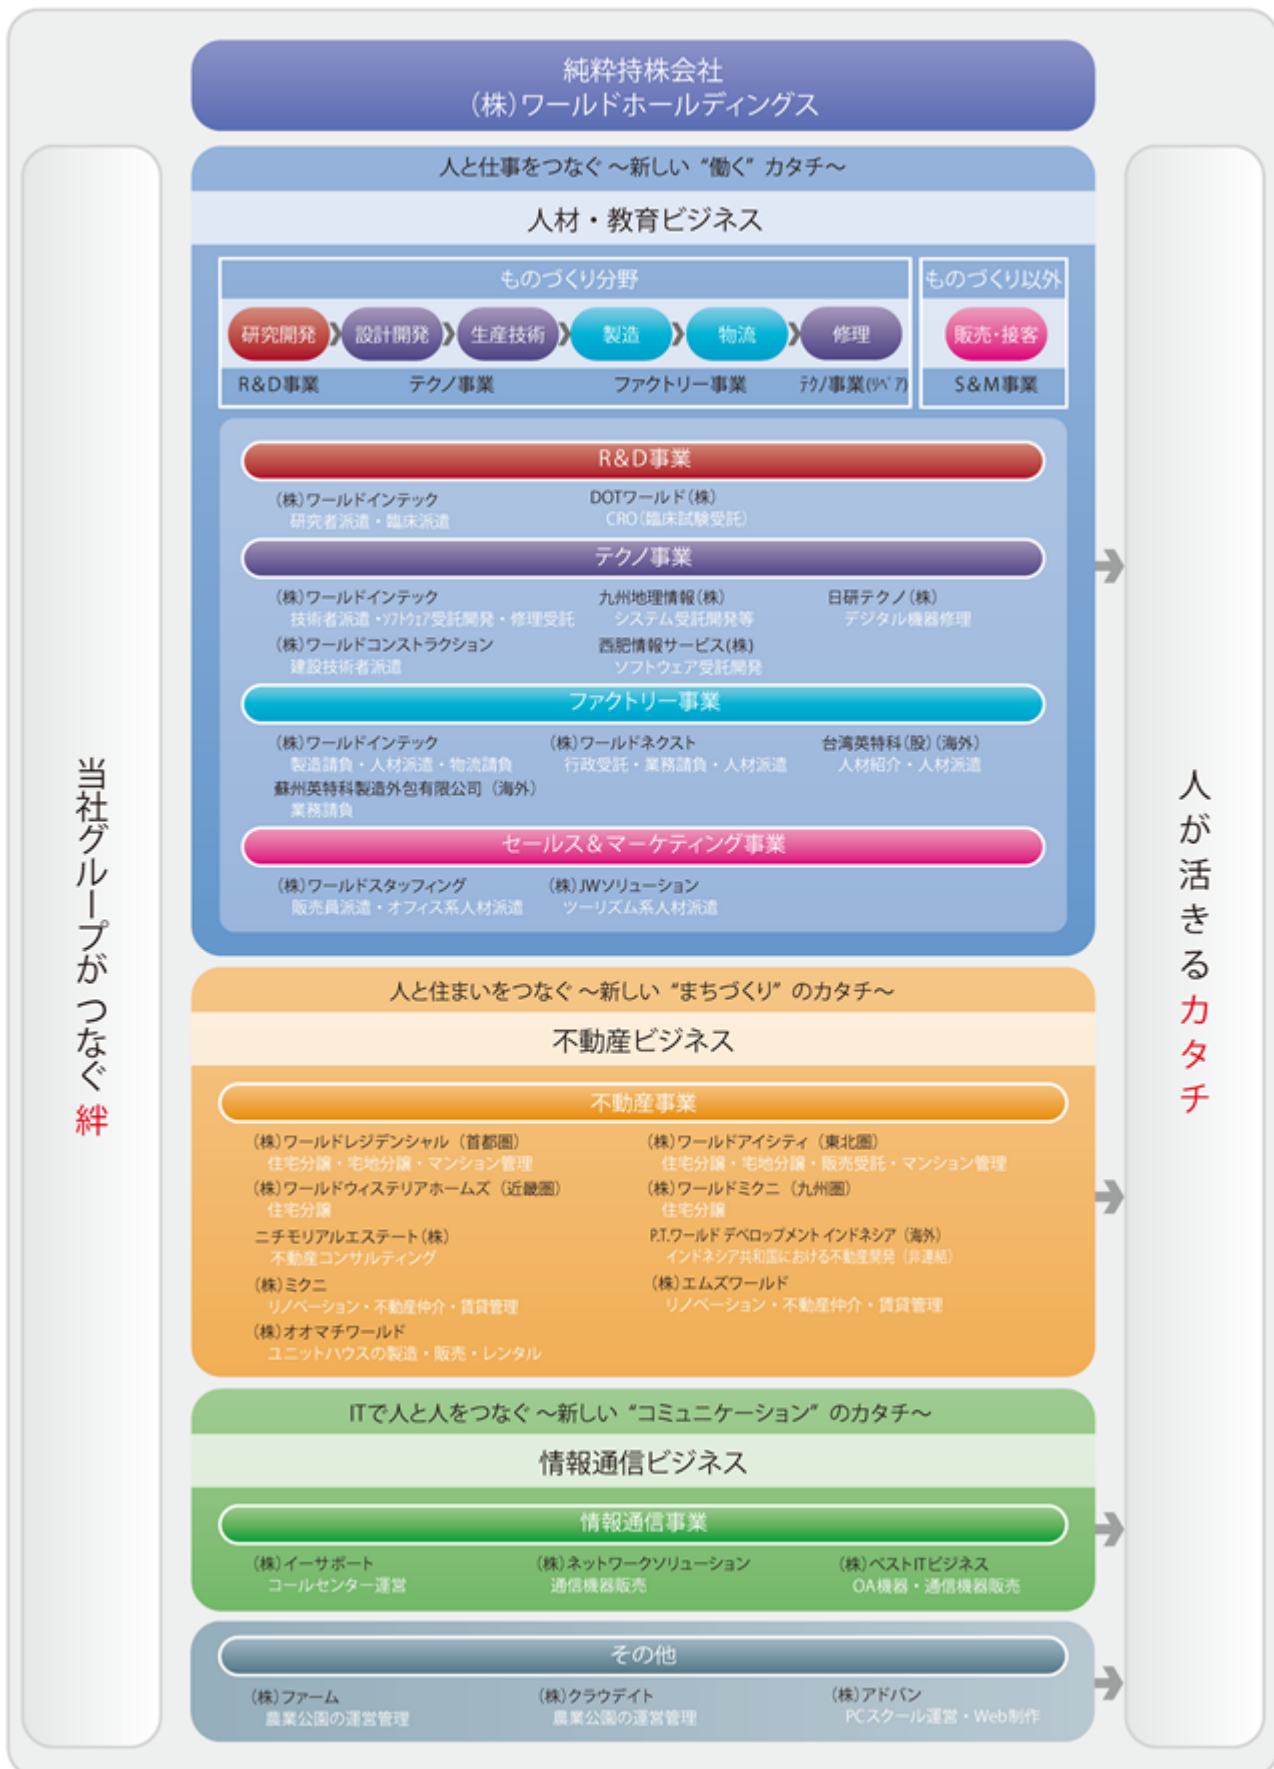 純粋持株会社
(株)ワールドホールディングス
当社グループがつなぐ絆
人と仕事をつなぐ ～新しい “働く” カタチ～
人材・教育ビジネス
ものづくり分野
ものづくり以外
研究開発 設計開発 生産技術 製造 物流 修理 販売・接客
R&D事業 テクノ事業 ファクトリー事業 テクノ事業(リペア) S&M事業
R&D事業
(株)ワールドインテック DOTワールド(株)
研究者派遣・臨床派遣 CRO(臨床試験受託)
テクノ事業
(株)ワールドインテック 九州地理情報(株) 日研テクノ(株)
技術者派遣・ソフトウェア受託開発・修理受託 システム受託開発等 デジタル機器修理
(株)ワールドコンストラクション 西肥情報サービス(株)
建設技術者派遣 ソフトウェア受託開発
ファクトリー事業
(株)ワールドインテック (株)ワールドネクスト 台湾英特科(股)(海外)
製造請負・人材派遣・物流請負 行政受託・業務請負・人材派遣 人材紹介・人材派遣
蘇州英特科製造外包有限公司 (海外)
業務請負
セールス&マーケティング事業
(株)ワールドスタッフィング (株)JWソリューション
販売員派遣・オフィス系人材派遣 ツーリズム系人材派遣
人と住まいをつなぐ ～新しい “まちづくり” のカタチ～
不動産ビジネス
不動産事業
(株)ワールドレジデンシャル (首都圏) (株)ワールドアイシティ (東北圏)
住宅分譲・宅地分譲・マンション管理 住宅分譲・宅地分譲・販売受託・マンション管理
(株)ワールドウィステリアホームズ (近畿圏) (株)ワールドミクニ (九州圏)
住宅分譲 住宅分譲
ニチモリアルエステート(株) P.T.ワールド デベロップメント インドネシア (海外)
不動産コンサルティング インドネシア共和国における不動産開発 (非連結)
(株)ミクニ (株)エムズワールド
リノベーション・不動産仲介・賃貸管理 リノベーション・不動産仲介・賃貸管理
(株)オオマチワールド
ユニットハウスの製造・販売・レンタル
ITで人と人をつなぐ ～新しい “コミュニケーション” のカタチ～
情報通信ビジネス
情報通信事業
(株)イーサポート (株)ネットワークソリューション (株)ベストITビジネス
コールセンター運営 通信機器販売 OA機器・通信機器販売
その他
(株)ファーム (株)クラウデイト (株)アドバン
農業公園の運営管理 農業公園の運営管理 PCスクール運営・Web制作
人が活きるカタチ